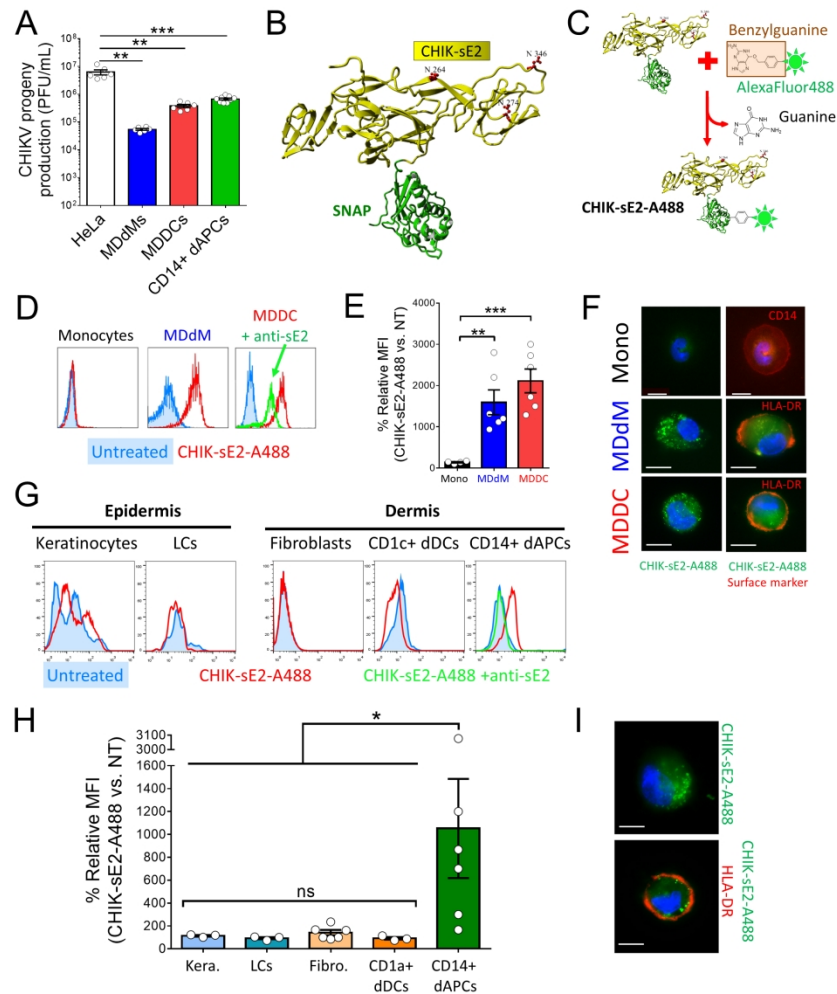 A
CHIKV progeny
production (PFU/mL)
10⁸
10⁷
10⁶
10⁵
10⁴
10³
10²
***
**
**
HeLa
MDdMs
MDDCs
CD14+ dAPCs
B
CHIK-sE2
N 346
N 264
N 274
SNAP
C
Benzylguanine
AlexaFluor488
Guanine
CHIK-sE2-A488
D
Monocytes
MDdM
MDDC
+ anti-sE2
Untreated
CHIK-sE2-A488
E
% Relative MFI
(CHIK-sE2-A488 vs. NT)
4000
3000
2000
1000
0
***
**
Mono
MDdM
MDDC
F
Mono
CD14
MDdM
HLA-DR
MDDC
HLA-DR
CHIK-sE2-A488
CHIK-sE2-A488
Surface marker
G
Epidermis
Dermis
Keratinocytes
LCs
Fibroblasts
CD1c+ dDCs
CD14+ dAPCs
Untreated
CHIK-sE2-A488
CHIK-sE2-A488 +anti-sE2
H
% Relative MFI
(CHIK-sE2-A488 vs. NT)
3100
3000
1600
1400
1200
1000
800
600
400
200
0
*
ns
Kera.
LCs
Fibro.
CD1a+
dDCs
CD14+
dAPCs
I
CHIK-sE2-A488
CHIK-sE2-A488
HLA-DR